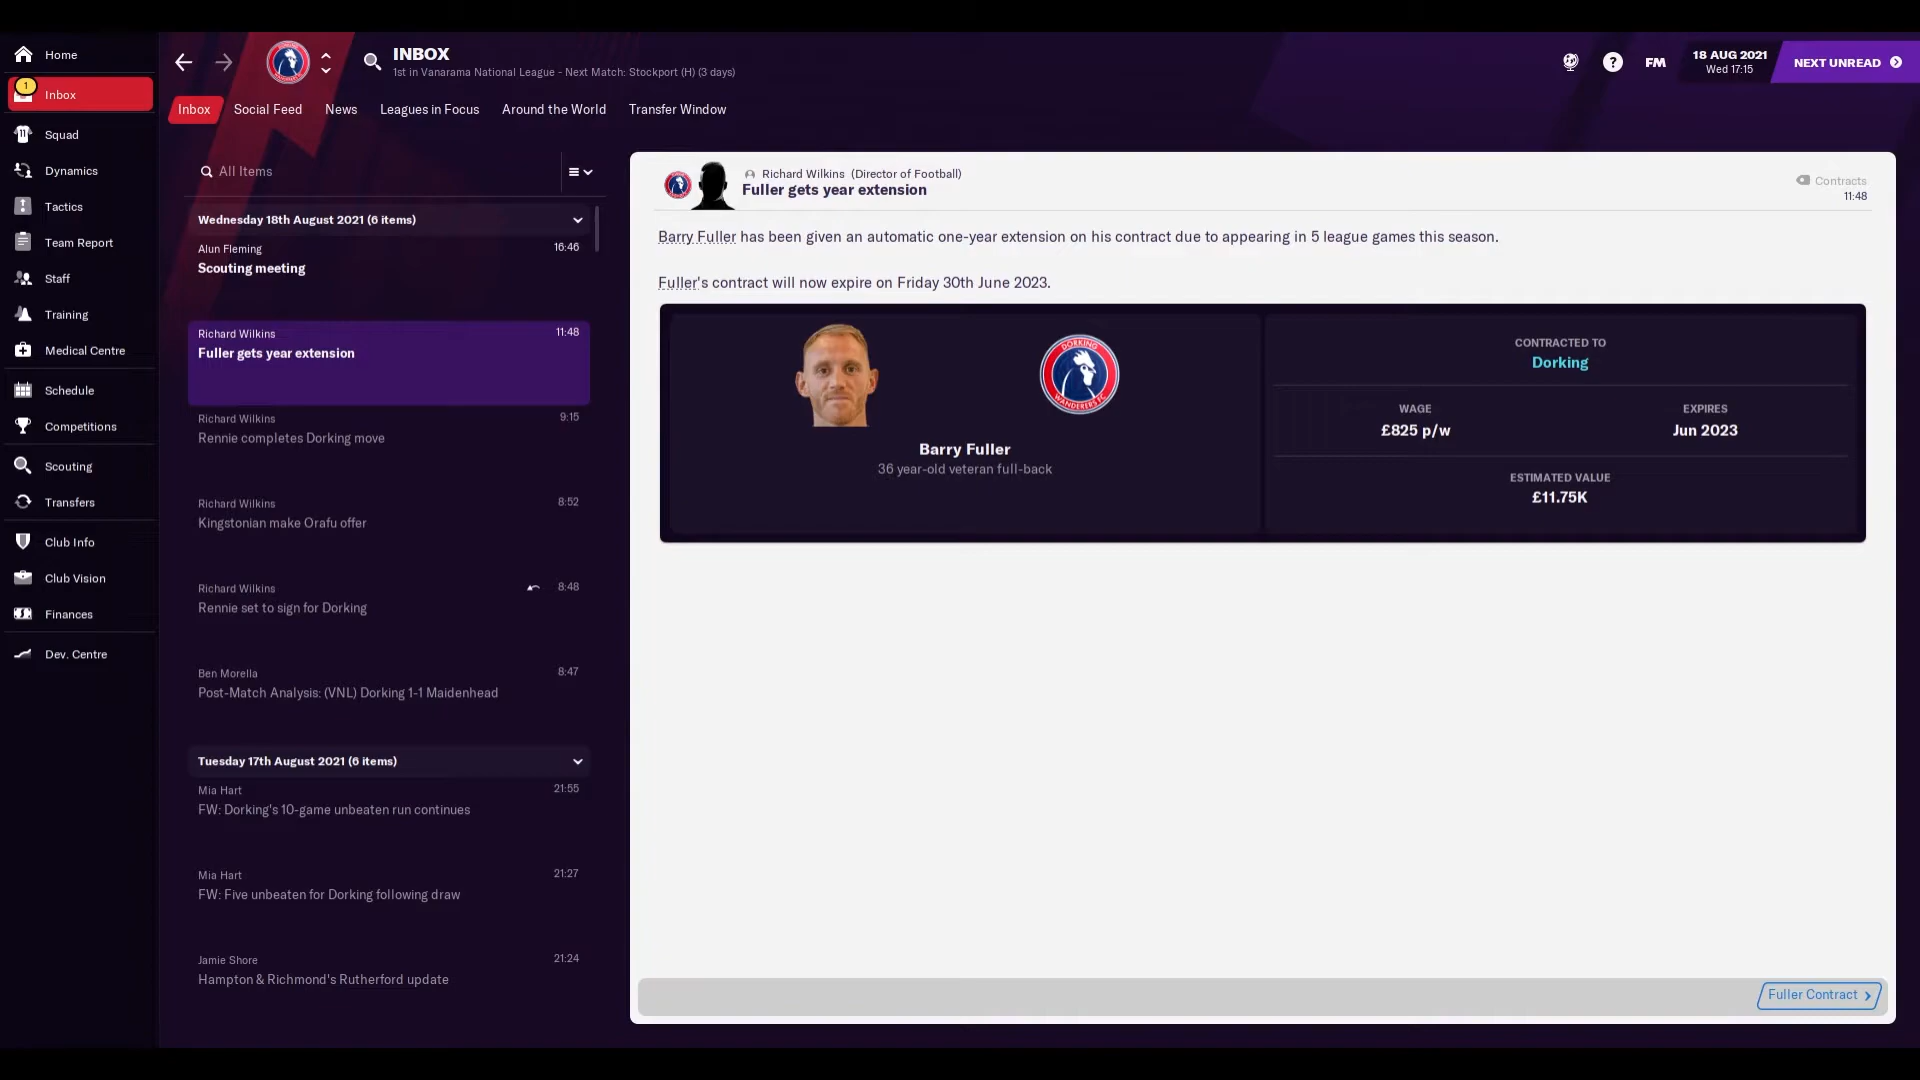 Home
1
Inbox
Squad
Dynamics
Tactics
Team Report
Staff
Training
Medical Centre
Schedule
Competitions
Scouting
Transfers
Club Info
Club Vision
Finances
Dev. Centre
INBOX
1st in Vanarama National League - Next Match: Stockport (H) (3 days)
?
FM
18 AUG 2021
Wed 17:15
NEXT UNREAD
Inbox
Social Feed
News
Leagues in Focus
Around the World
Transfer Window
All Items
Wednesday 18th August 2021 (6 items)
Alun Fleming 16:46
Scouting meeting
Richard Wilkins 11:48
Fuller gets year extension
Richard Wilkins 9:15
Rennie completes Dorking move
Richard Wilkins 8:52
Kingstonian make Orafu offer
Richard Wilkins 8:48
Rennie set to sign for Dorking
Ben Morella 8:47
Post-Match Analysis: (VNL) Dorking 1-1 Maidenhead
Tuesday 17th August 2021 (6 items)
Mia Hart 21:55
FW: Dorking's 10-game unbeaten run continues
Mia Hart 21:27
FW: Five unbeaten for Dorking following draw
Jamie Shore 21:24
Hampton & Richmond's Rutherford update
Richard Wilkins (Director of Football)
Fuller gets year extension
Contracts
11:48
Barry Fuller has been given an automatic one-year extension on his contract due to appearing in 5 league games this season.
Fuller's contract will now expire on Friday 30th June 2023.
DORKING
WANDERERS FC
Barry Fuller
36 year-old veteran full-back
CONTRACTED TO
Dorking
WAGE
£825 p/w
EXPIRES
Jun 2023
ESTIMATED VALUE
£11.75K
Fuller Contract